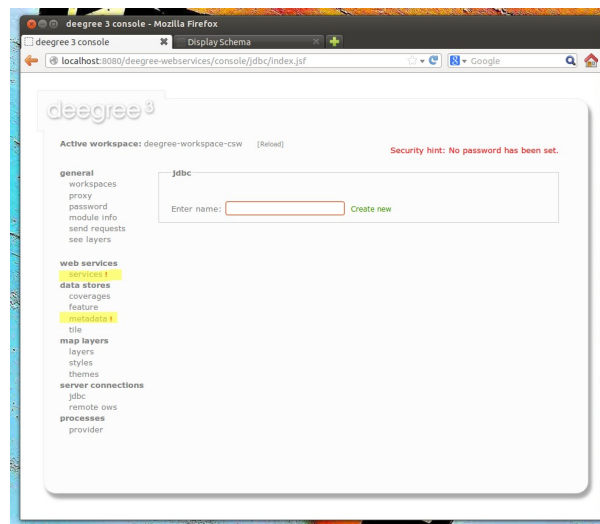 deegree 3 console - Mozilla Firefox
deegree 3 console
Display Schema
localhost:8080/deegree-webservices/console/jdbc/index.jsf
Google
deegree 3
Active workspace: deegree-workspace-csw [Reload]
Security hint: No password has been set.
general
workspaces
proxy
password
module info
send requests
see layers
web services
services !
data stores
coverages
feature
metadata !
tile
map layers
layers
styles
themes
server connections
jdbc
remote ows
processes
provider
jdbc
Enter name:
Create new